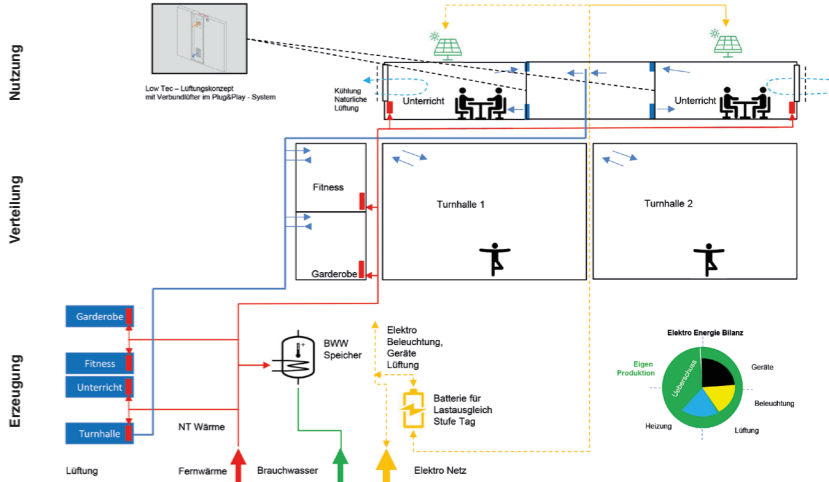 Nutzung
Low Tec – Lüftungskonzept
mit Verbundlüfter im Plug&Play - System
Kühlung
Natürliche
Lüftung
Unterricht
Unterricht
Verteilung
Fitness
Garderobe
Turnhalle 1
Turnhalle 2
Erzeugung
Garderobe
Fitness
Unterricht
Turnhalle
BWW
Speicher
Elektro
Beleuchtung,
Geräte
Lüftung
Batterie für
Lastausgleich
Stufe Tag
NT Wärme
Lüftung
Fernwärme
Brauchwasser
Elektro Netz
Elektro Energie Bilanz
Eigen
Produktion
Ueberschuss
Geräte
Beleuchtung
Lüftung
Heizung